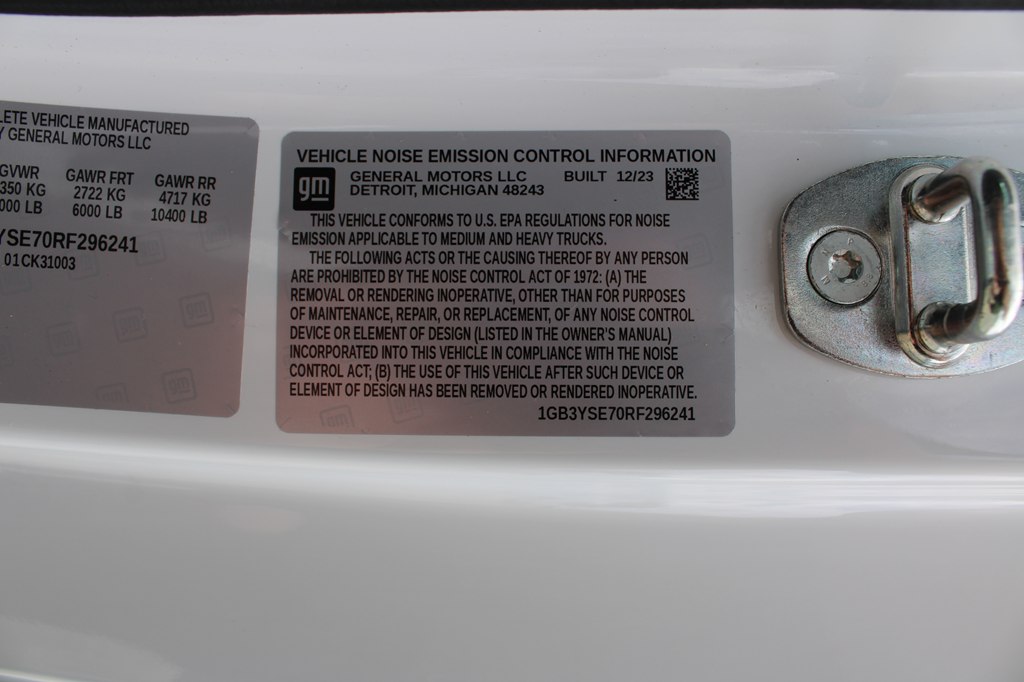 LETE VEHICLE MANUFACTURED
Y GENERAL MOTORS LLC
GVWR GAWR FRT GAWR RR
350 KG 2722 KG 4717 KG
000 LB 6000 LB 10400 LB
YSE70RF296241
01CK31003
VEHICLE NOISE EMISSION CONTROL INFORMATION
gm
GENERAL MOTORS LLC BUILT 12/23
DETROIT, MICHIGAN 48243
THIS VEHICLE CONFORMS TO U.S. EPA REGULATIONS FOR NOISE
EMISSION APPLICABLE TO MEDIUM AND HEAVY TRUCKS.
THE FOLLOWING ACTS OR THE CAUSING THEREOF BY ANY PERSON
ARE PROHIBITED BY THE NOISE CONTROL ACT OF 1972: (A) THE
REMOVAL OR RENDERING INOPERATIVE, OTHER THAN FOR PURPOSES
OF MAINTENANCE, REPAIR, OR REPLACEMENT, OF ANY NOISE CONTROL
DEVICE OR ELEMENT OF DESIGN (LISTED IN THE OWNER'S MANUAL)
INCORPORATED INTO THIS VEHICLE IN COMPLIANCE WITH THE NOISE
CONTROL ACT; (B) THE USE OF THIS VEHICLE AFTER SUCH DEVICE OR
ELEMENT OF DESIGN HAS BEEN REMOVED OR RENDERED INOPERATIVE.
1GB3YSE70RF296241